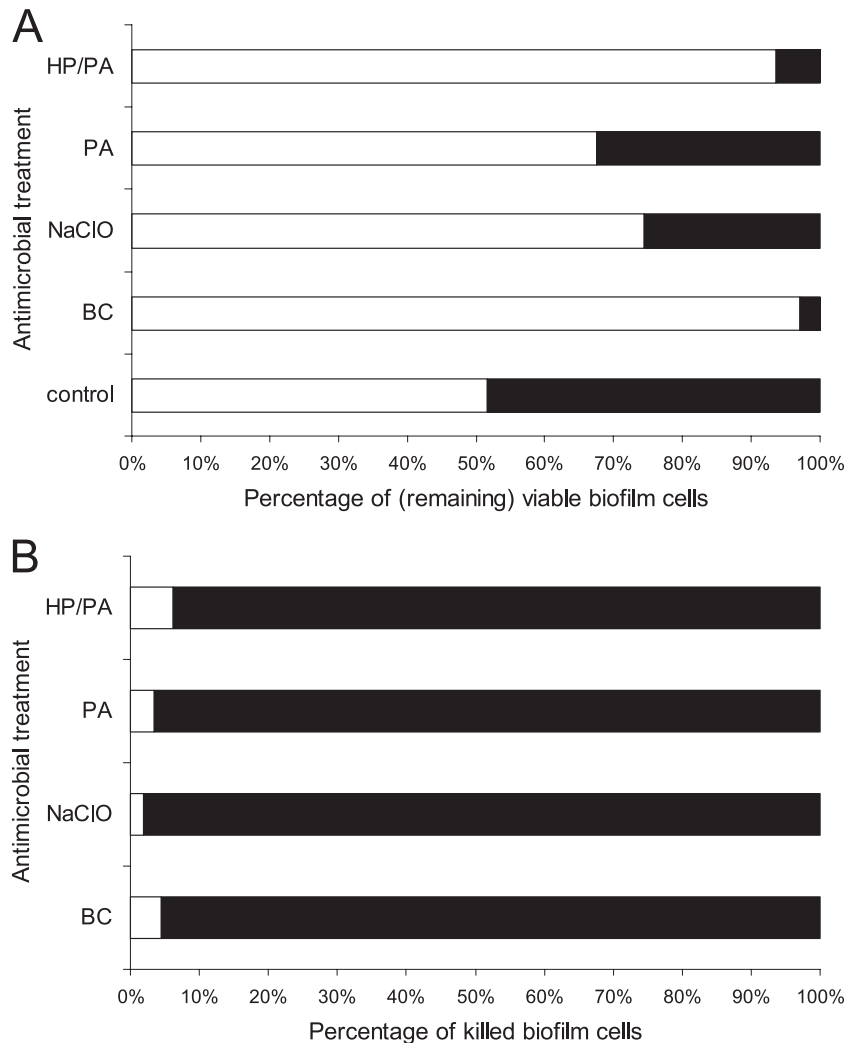 A
Antimicrobial treatment
HP/PA
PA
NaClO
BC
control
0% 10% 20% 30% 40% 50% 60% 70% 80% 90% 100%
Percentage of (remaining) viable biofilm cells
B
Antimicrobial treatment
HP/PA
PA
NaClO
BC
0% 10% 20% 30% 40% 50% 60% 70% 80% 90% 100%
Percentage of killed biofilm cells